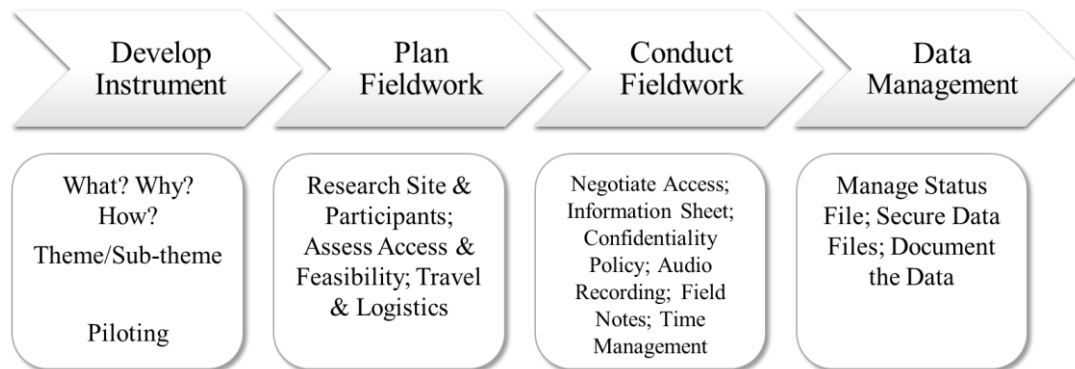 Develop
Instrument
Plan
Fieldwork
Conduct
Fieldwork
Data
Management
What? Why?
How?
Theme/Sub-theme
Piloting
Research Site &
Participants;
Assess Access &
Feasibility; Travel
& Logistics
Negotiate Access;
Information Sheet;
Confidentiality
Policy; Audio
Recording; Field
Notes; Time
Management
Manage Status
File; Secure Data
Files; Document
the Data